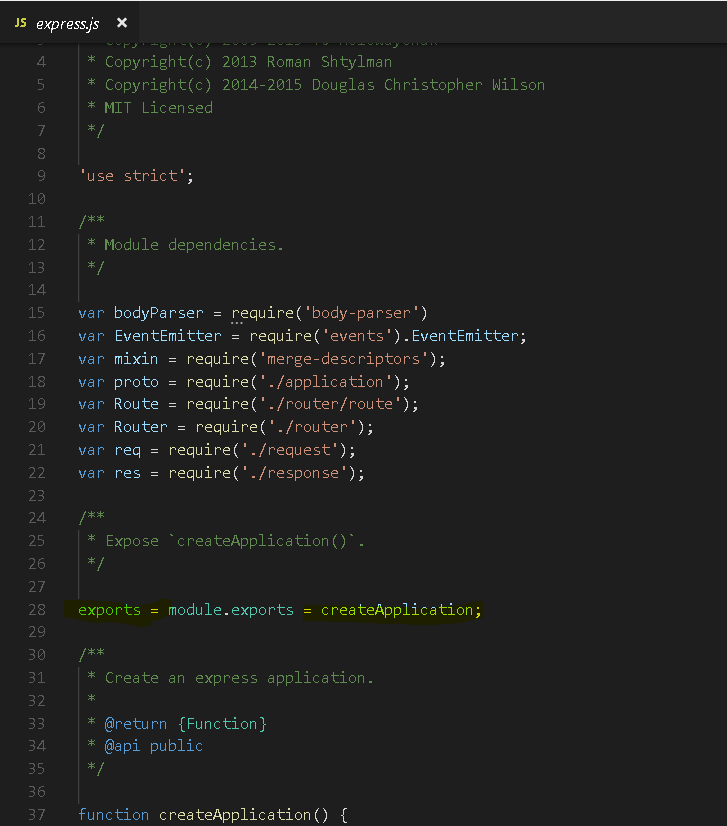 JS express.js ×
4 * Copyright(c) 2013 Roman Shtylman
5 * Copyright(c) 2014-2015 Douglas Christopher Wilson
6 * MIT Licensed
7 */
8
9 'use strict';
10
11 /**
12 * Module dependencies.
13 */
14
15 var bodyParser = require('body-parser')
16 var EventEmitter = require('events').EventEmitter;
17 var mixin = require('merge-descriptors');
18 var proto = require('./application');
19 var Route = require('./router/route');
20 var Router = require('./router');
21 var req = require('./request');
22 var res = require('./response');
23
24 /**
25 * Expose `createApplication()`.
26 */
27
28 exports = module.exports = createApplication;
29
30 /**
31 * Create an express application.
32 *
33 * @return {Function}
34 * @api public
35 */
36
37 function createApplication() {